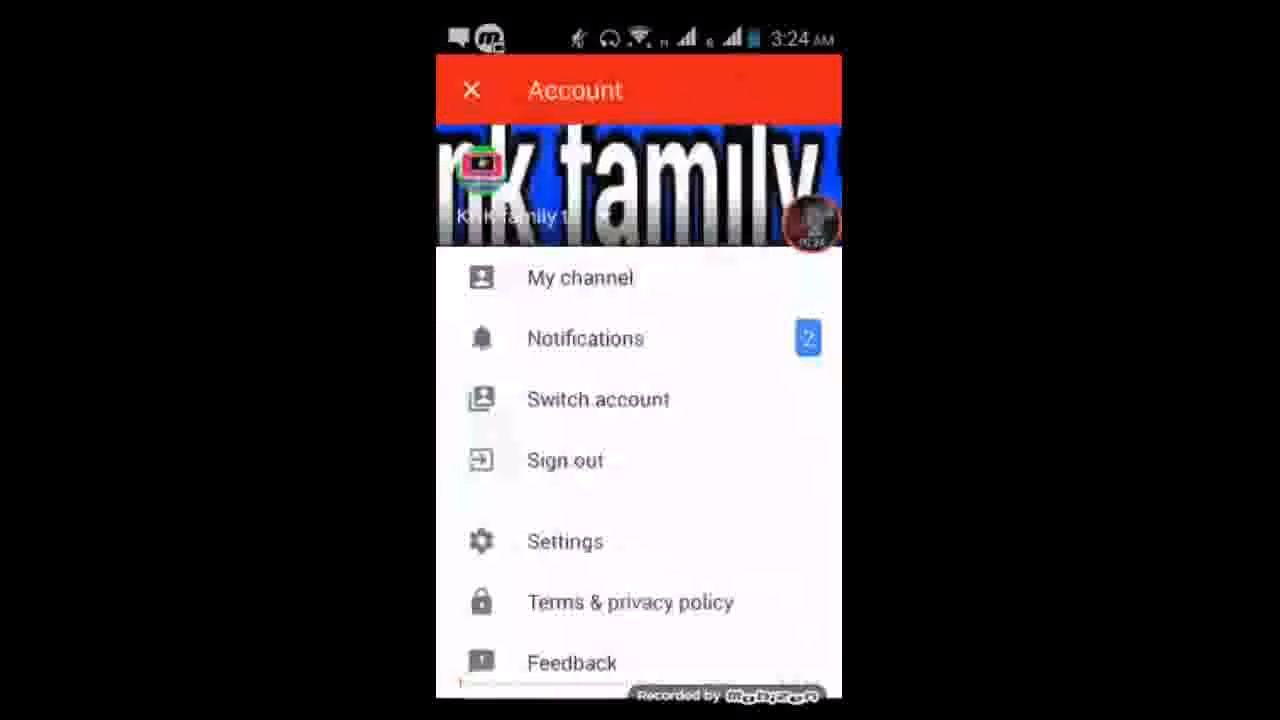 3:24 AM
Account
nk family
family t
My channel
Notifications
2
Switch account
Sign out
Settings
Terms & privacy policy
Feedback
Recorded by mobizen